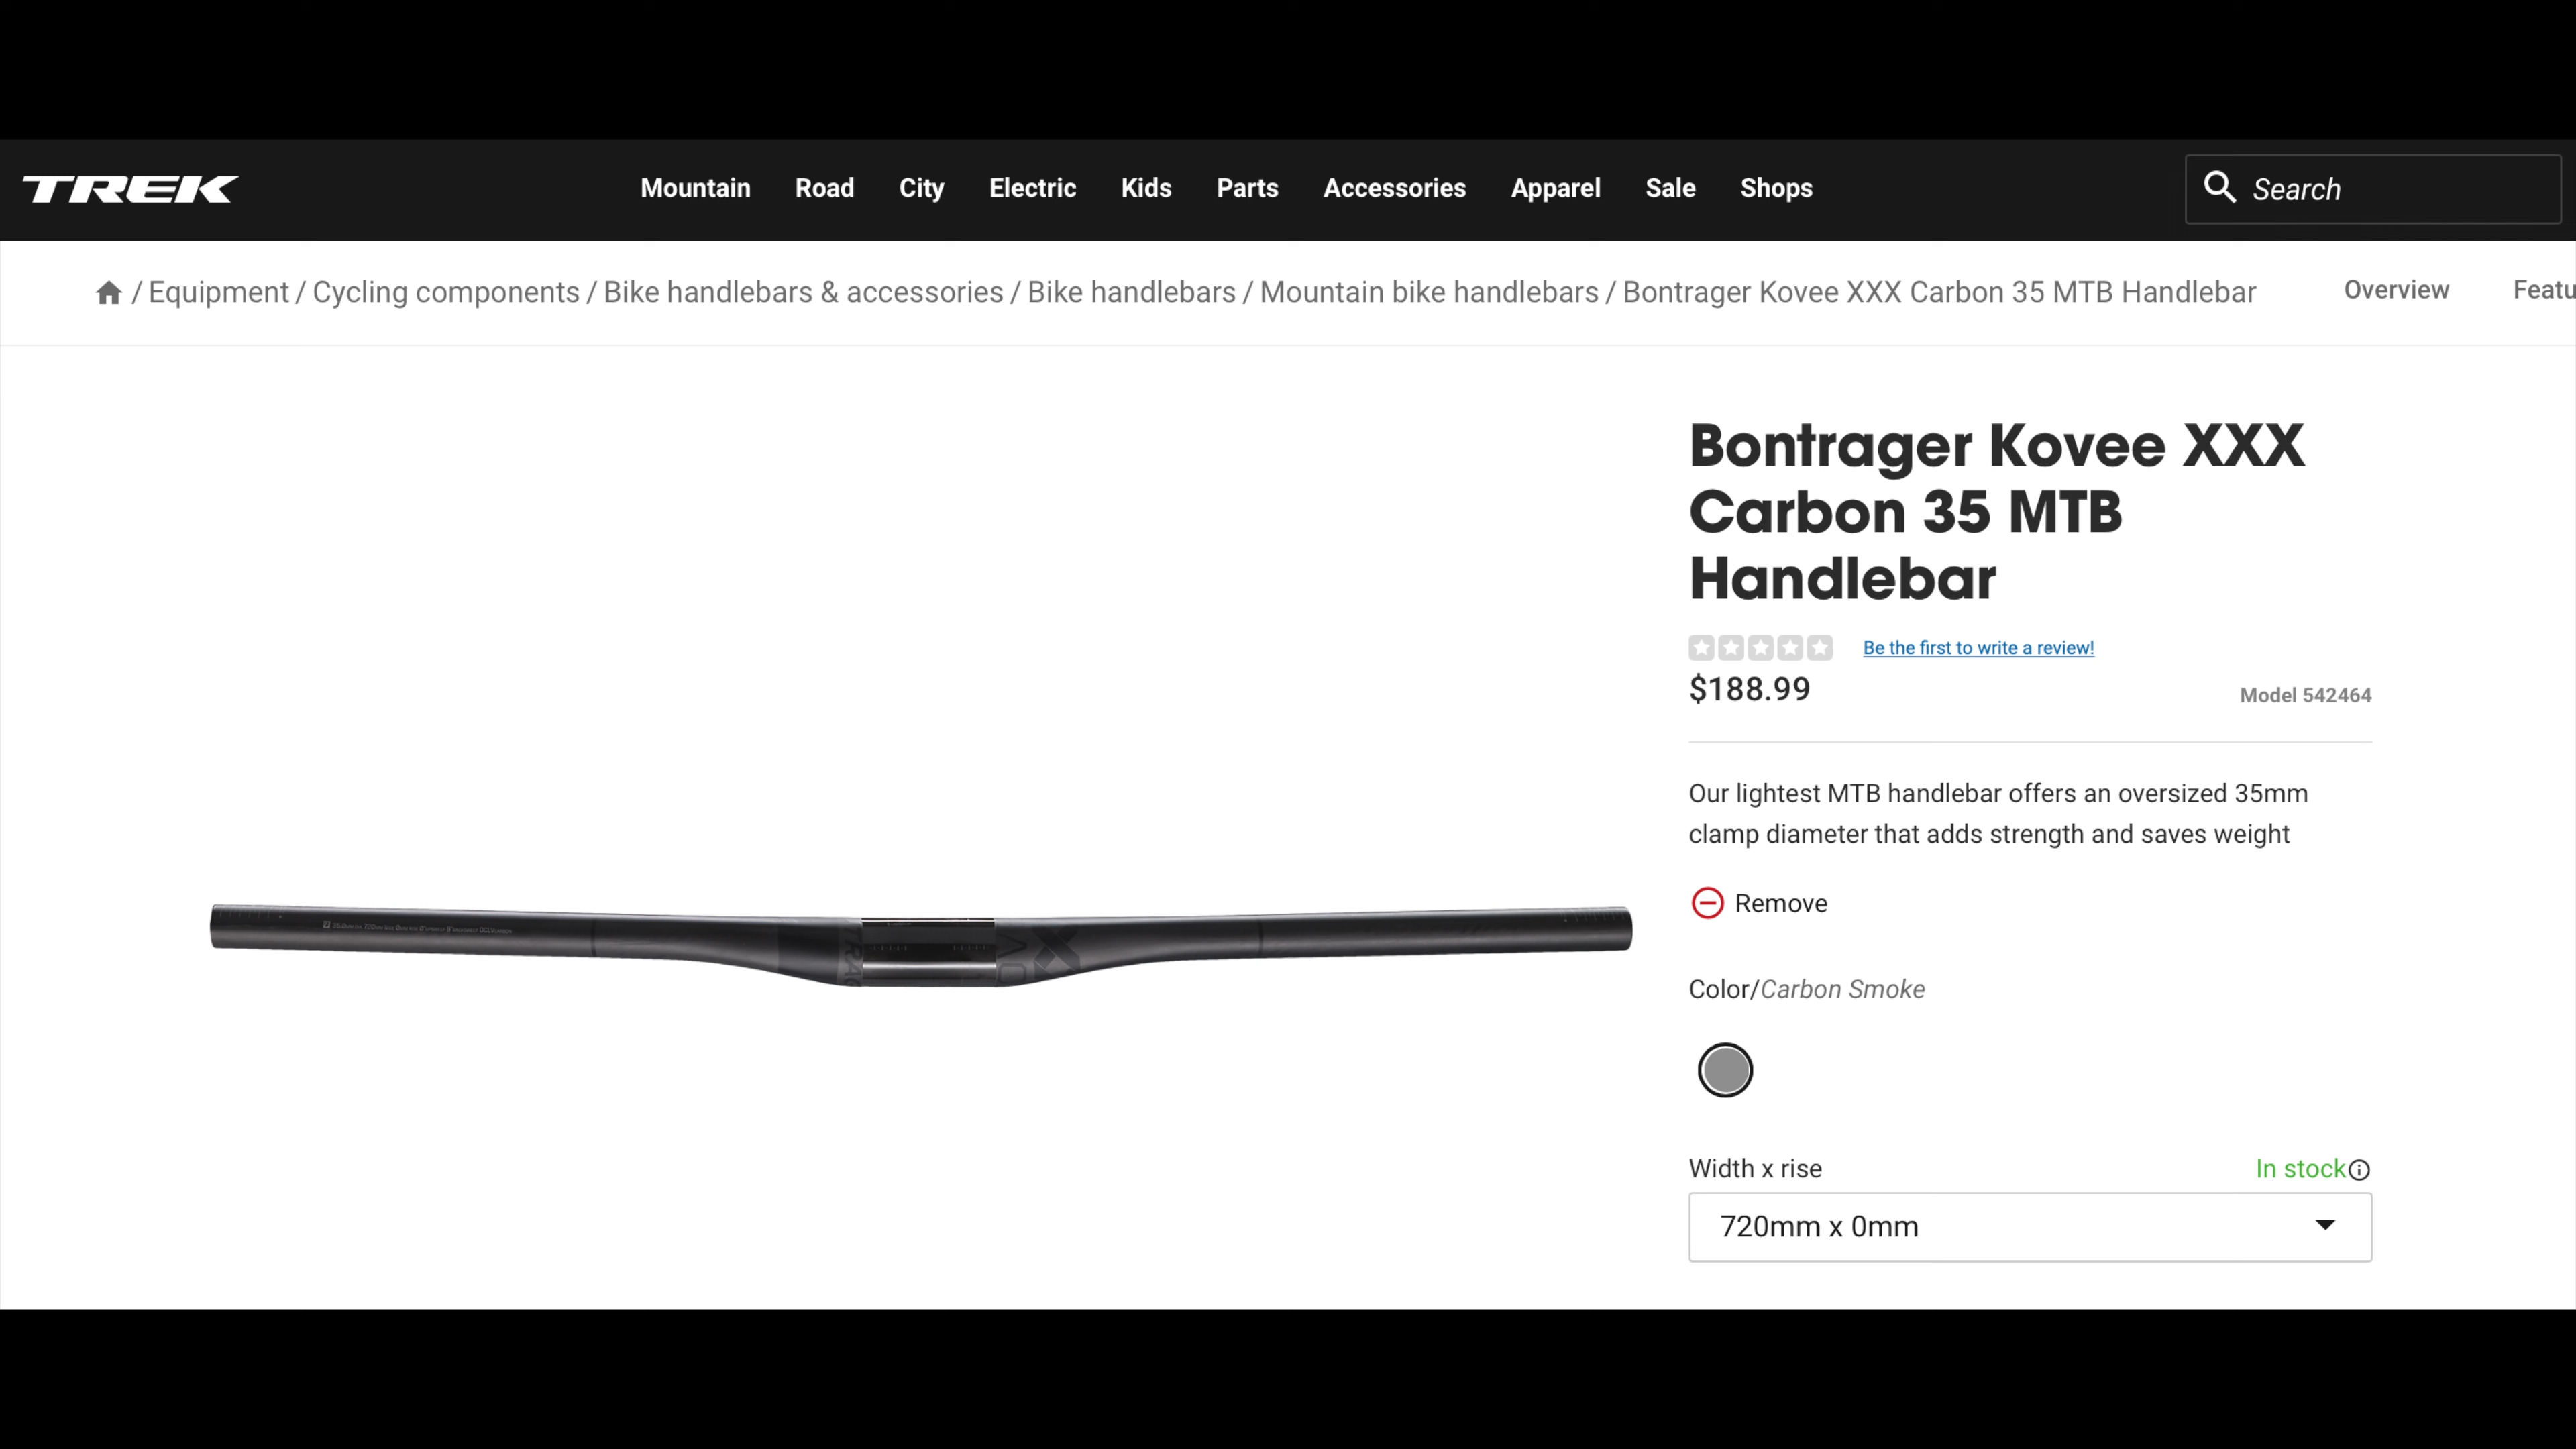 TREK
Mountain Road City Electric Kids Parts Accessories Apparel Sale Shops
Search
/ Equipment / Cycling components / Bike handlebars & accessories / Bike handlebars / Mountain bike handlebars / Bontrager Kovee XXX Carbon 35 MTB Handlebar
Overview
Bontrager Kovee XXX
Carbon 35 MTB
Handlebar
Be the first to write a review!
$188.99
Model 542464
Our lightest MTB handlebar offers an oversized 35mm
clamp diameter that adds strength and saves weight
Remove
Color/Carbon Smoke
Width x rise
In stock
720mm x 0mm